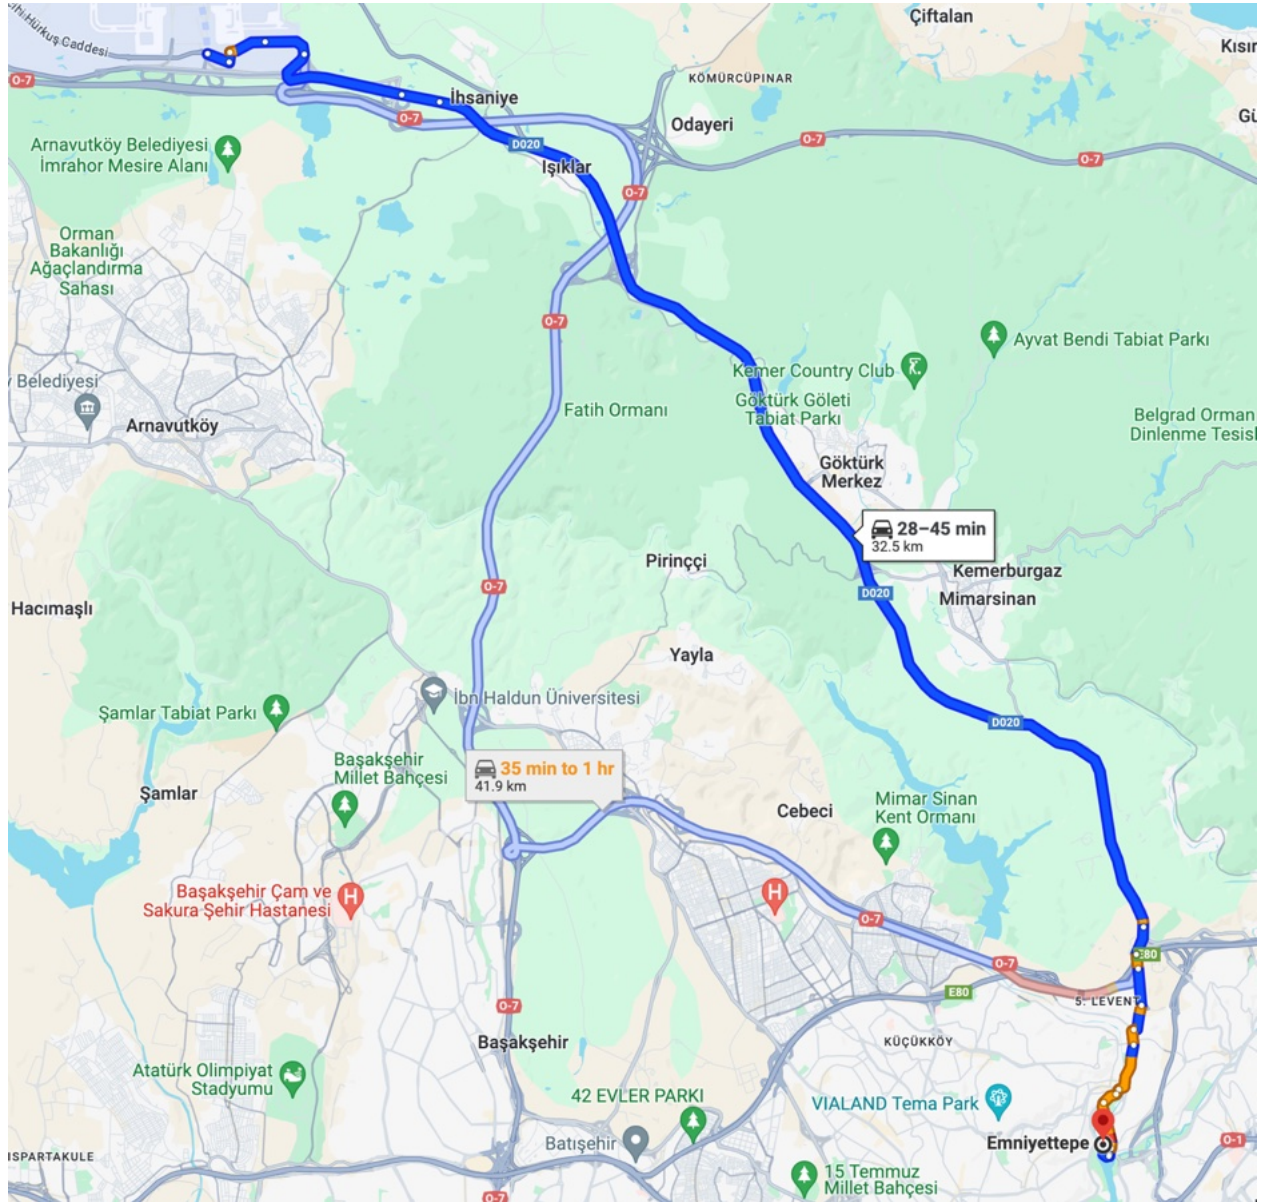 Hürkuş Caddesi
Çiftalan
Kısır
O-7
KÖMÜRCÜPINAR
İhsaniye
O-7
Odayeri
Gü
O-7
O-7
Arnavutköy Belediyesi
İmrahor Mesire Alanı
D020
Işıklar
O-7
Orman
Bakanlığı
Ağaçlandırma
Sahası
O-7
Ayvat Bendi Tabiat Parkı
Kemer Country Club
Belediyesi
Göktürk Göleti
Tabiat Parkı
Fatih Ormanı
Arnavutköy
Belgrad Orman
Dinlenme Tesisl
Göktürk
Merkez
28–45 min
32.5 km
Pirinççi
Kemerburgaz
Mimarsinan
O-7
D020
Hacımaşlı
Yayla
İbn Haldun Üniversitesi
Şamlar Tabiat Parkı
D020
Başakşehir
Millet Bahçesi
35 min to 1 hr
41.9 km
Şamlar
Cebeci
Mimar Sinan
Kent Ormanı
Başakşehir Çam ve
Sakura Şehir Hastanesi
H
H
O-7
E80
O-7
E80
5. LEVENT
O-7
Başakşehir
KÜÇÜKKÖY
Atatürk Olimpiyat
Stadyumu
42 EVLER PARKI
VIALAND Tema Park
Batışehir
Emniyettepe
O-1
ISPARTAKULE
15 Temmuz
Millet Bahçesi
O-7